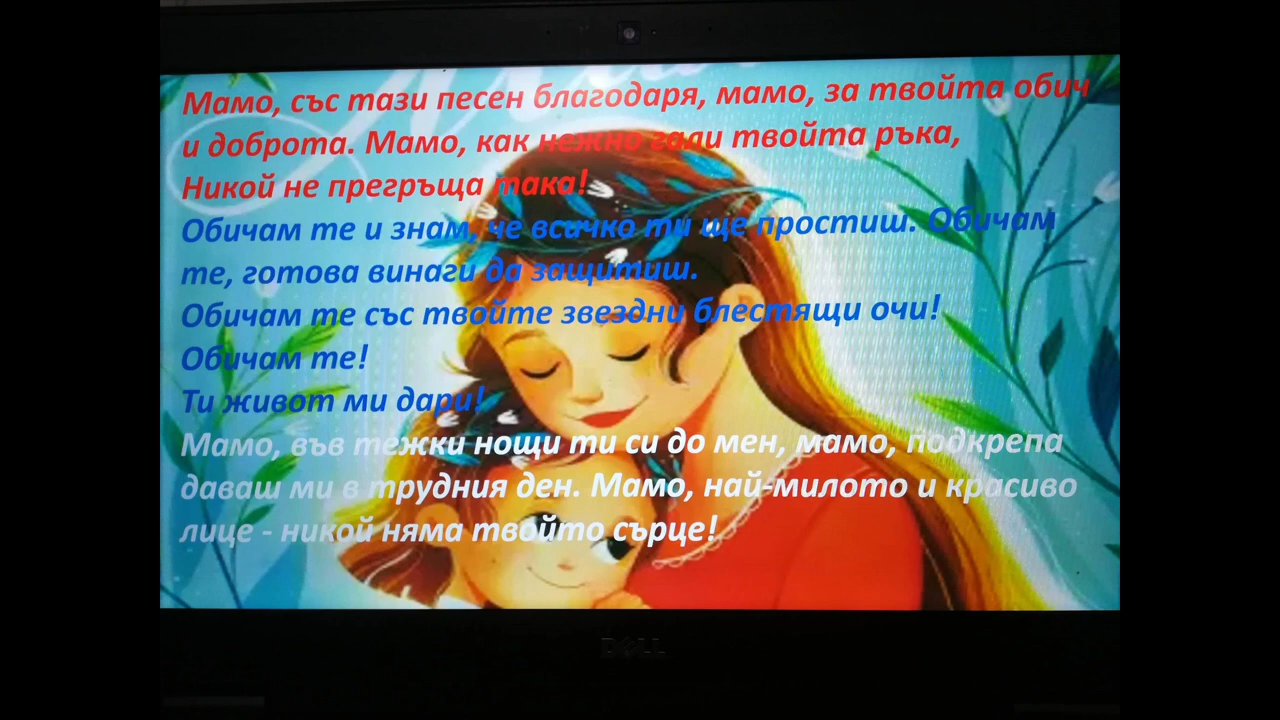 Мамо, със тази песен благодаря, мамо, за твойта обич
и доброта. Мамо, как нежно гали твойта ръка,
Никой не прегръща така!
Обичам те и знам, че всичко ти ще простиш. Обичам
те, готова винаги да защитиш.
Обичам те със твойте звездни блестящи очи!
Обичам те!
Ти живот ми дари!
Мамо, във тежки нощи ти си до мен, мамо, подкрепа
даваш ми в трудния ден. Мамо, най-милото и красиво
лице - никой няма твойто сърце!
DELL